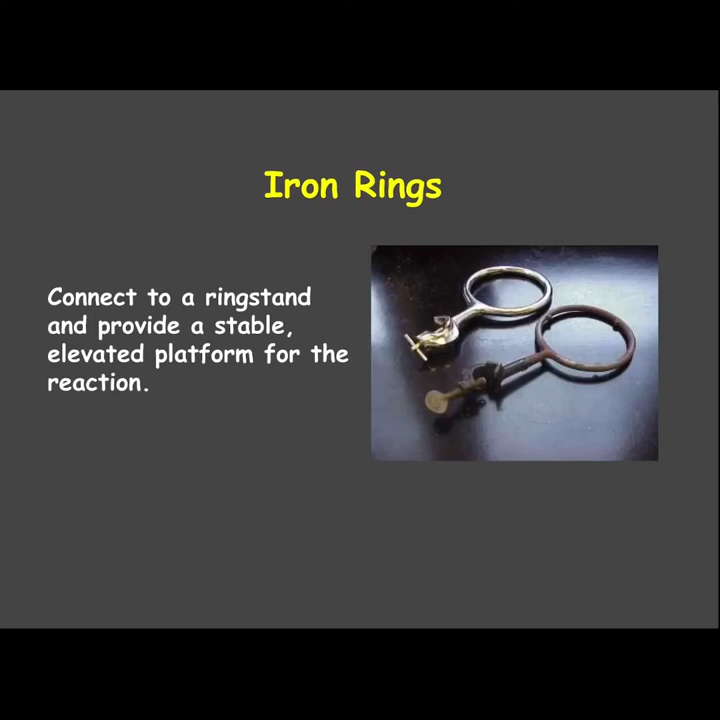 Iron Rings
Connect to a ringstand
and provide a stable,
elevated platform for the
reaction.